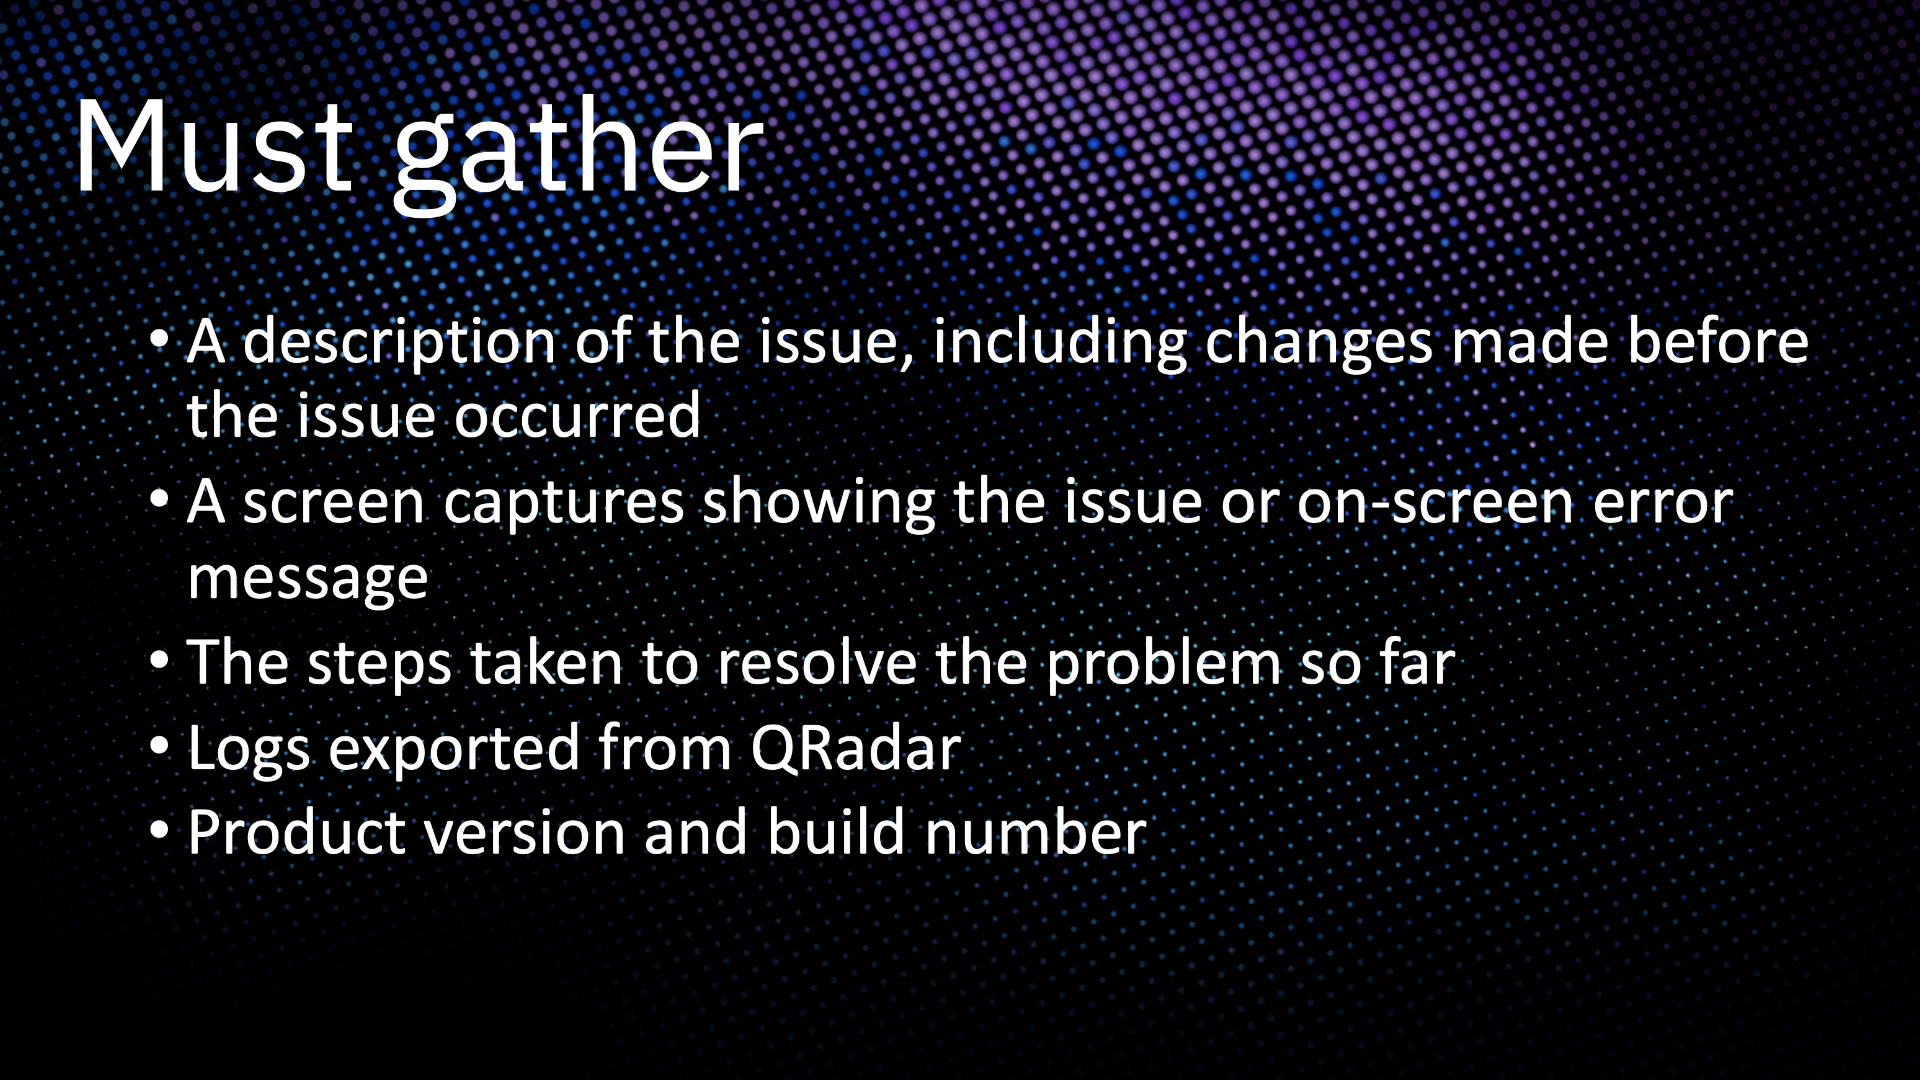 Must gather
• A description of the issue, including changes made before
the issue occurred
• A screen captures showing the issue or on-screen error
message
• The steps taken to resolve the problem so far
• Logs exported from QRadar
• Product version and build number